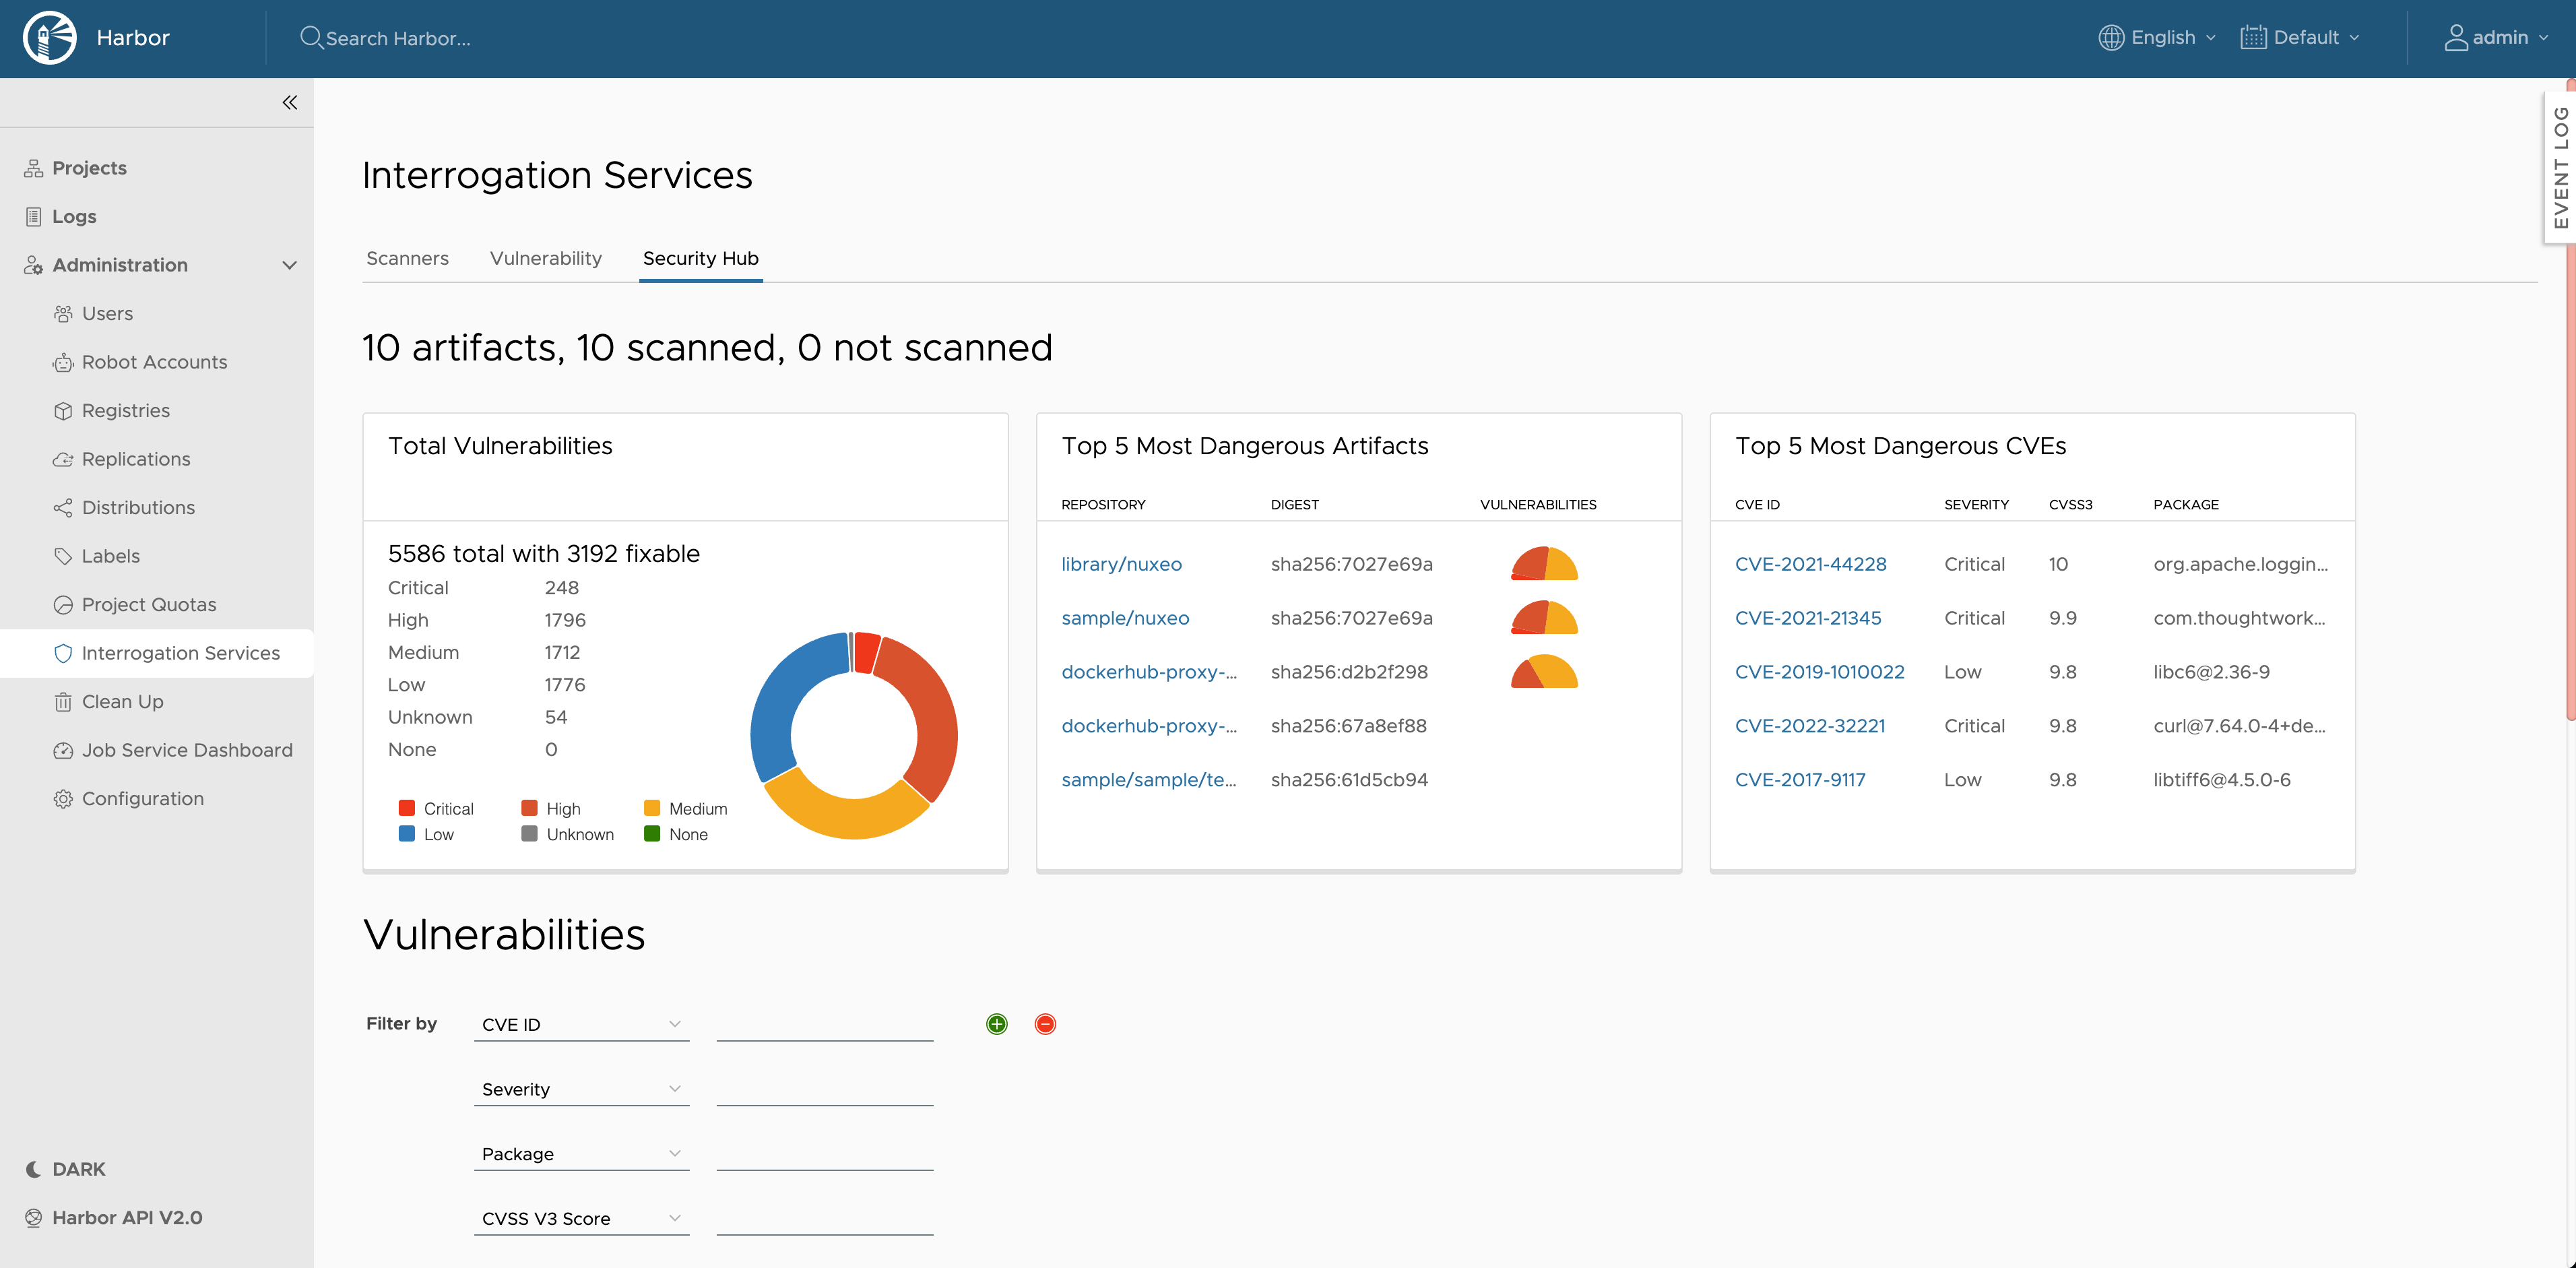 Harbor
Search Harbor...
English
Default
admin
EVENT LOG
Projects
Logs
Administration
Users
Robot Accounts
Registries
Replications
Distributions
Labels
Project Quotas
Interrogation Services
Clean Up
Job Service Dashboard
Configuration
DARK
Harbor API V2.0
Interrogation Services
Scanners Vulnerability Security Hub
10 artifacts, 10 scanned, 0 not scanned
Total Vulnerabilities
5586 total with 3192 fixable
Critical 248
High 1796
Medium 1712
Low 1776
Unknown 54
None 0
Critical High Medium
Low Unknown None
Top 5 Most Dangerous Artifacts
REPOSITORY DIGEST VULNERABILITIES
library/nuxeo sha256:7027e69a
sample/nuxeo sha256:7027e69a
dockerhub-proxy-... sha256:d2b2f298
dockerhub-proxy-... sha256:67a8ef88
sample/sample/te... sha256:61d5cb94
Top 5 Most Dangerous CVEs
CVE ID SEVERITY CVSS3 PACKAGE
CVE-2021-44228 Critical 10 org.apache.loggin...
CVE-2021-21345 Critical 9.9 com.thoughtwork...
CVE-2019-1010022 Low 9.8 libc6@2.36-9
CVE-2022-32221 Critical 9.8 curl@7.64.0-4+de...
CVE-2017-9117 Low 9.8 libtiff6@4.5.0-6
Vulnerabilities
Filter by CVE ID
Severity
Package
CVSS V3 Score